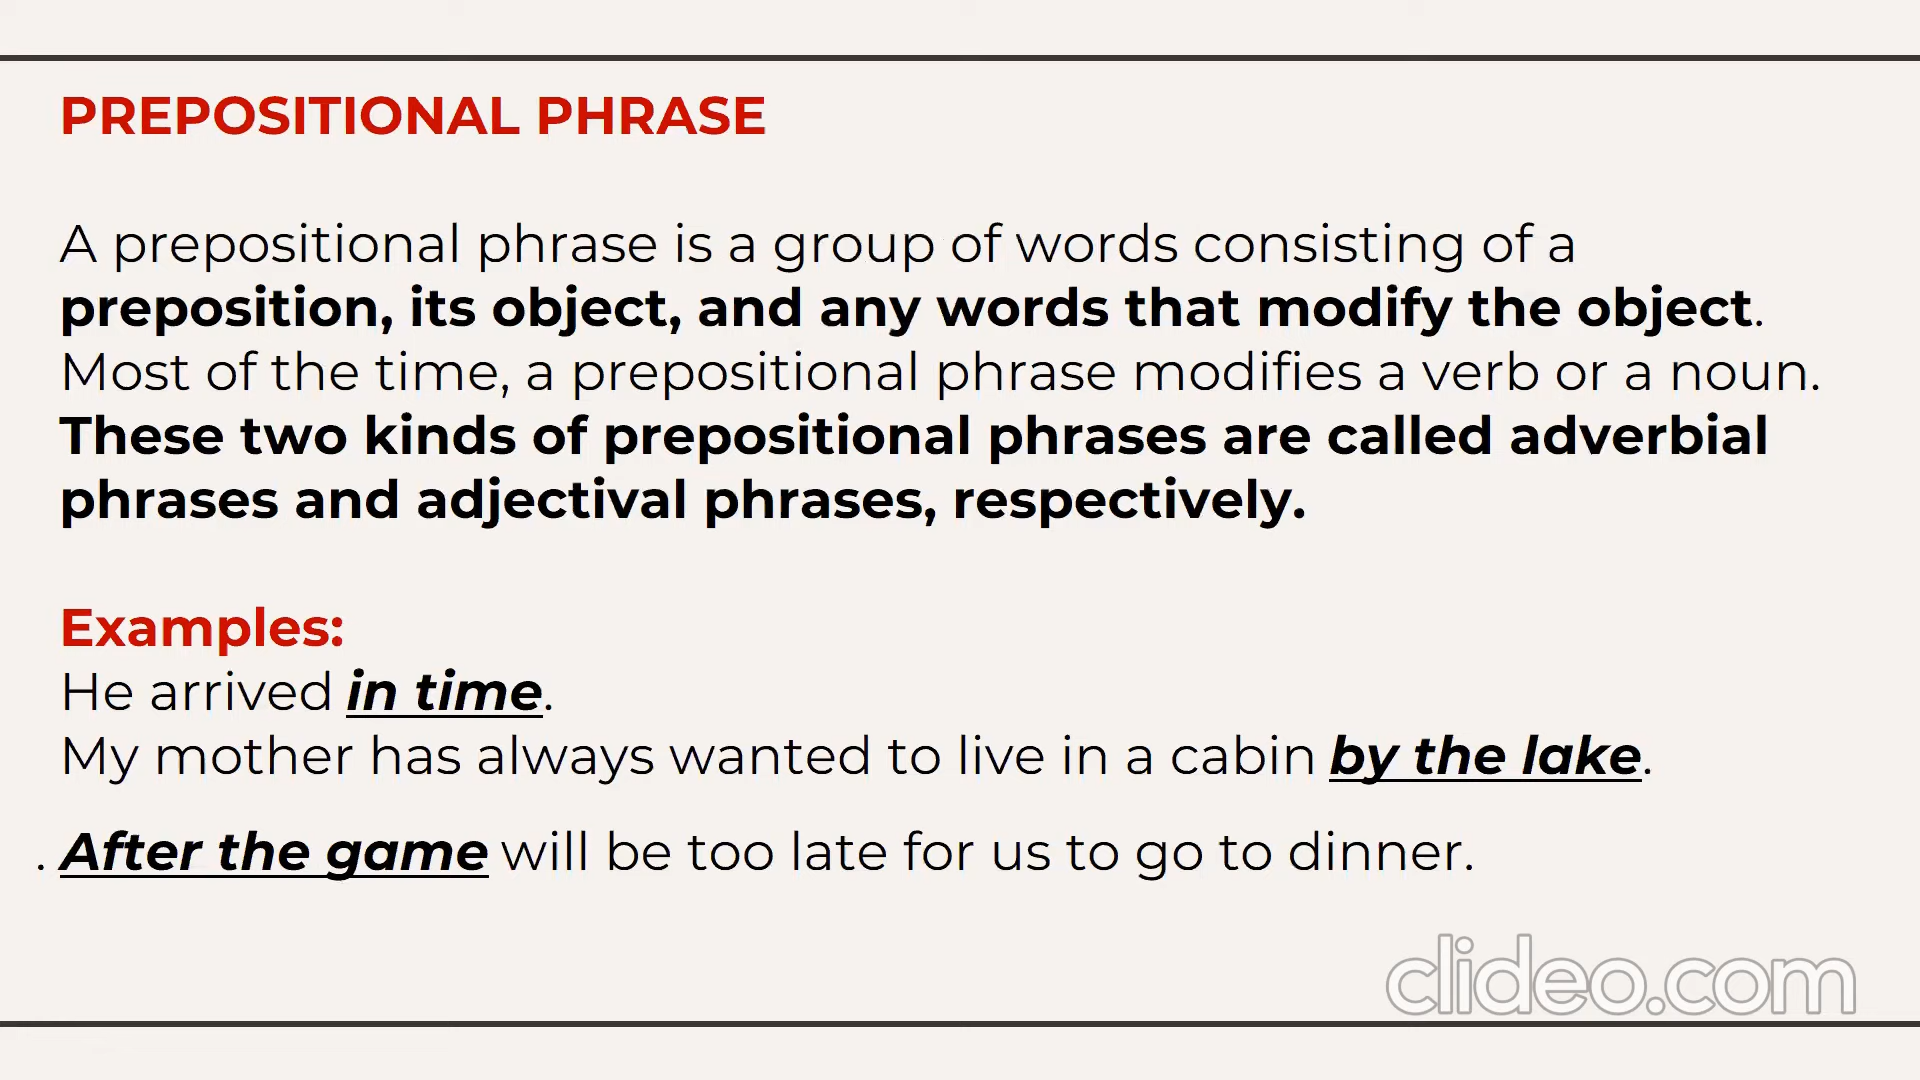 PREPOSITIONAL PHRASE
A prepositional phrase is a group of words consisting of a
preposition, its object, and any words that modify the object.
Most of the time, a prepositional phrase modifies a verb or a noun.
These two kinds of prepositional phrases are called adverbial
phrases and adjectival phrases, respectively.
Examples:
He arrived in time.
My mother has always wanted to live in a cabin by the lake.
. After the game will be too late for us to go to dinner.
clideo.com